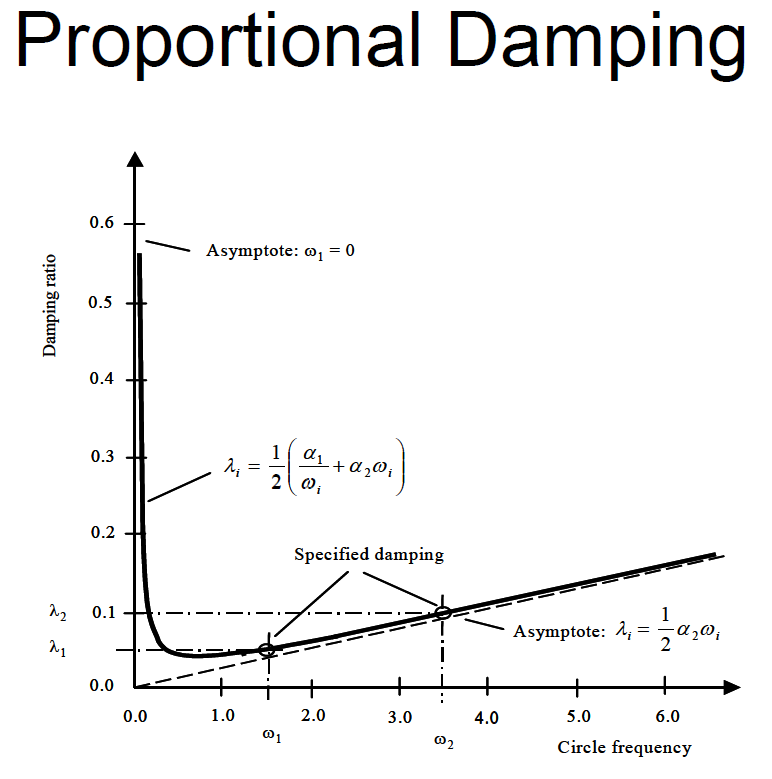 Proportional Damping
0.6
Asymptote: ω₁ = 0
Damping ratio
0.5
0.4
0.3
λᵢ = 1/2 (α₁/ωᵢ + α₂ωᵢ)
0.2
Specified damping
λ₂ 0.1
Asymptote: λᵢ = 1/2 α₂ωᵢ
λ₁
0.0
0.0 1.0 2.0 3.0 4.0 5.0 6.0
ω₁ ω₂
Circle frequency